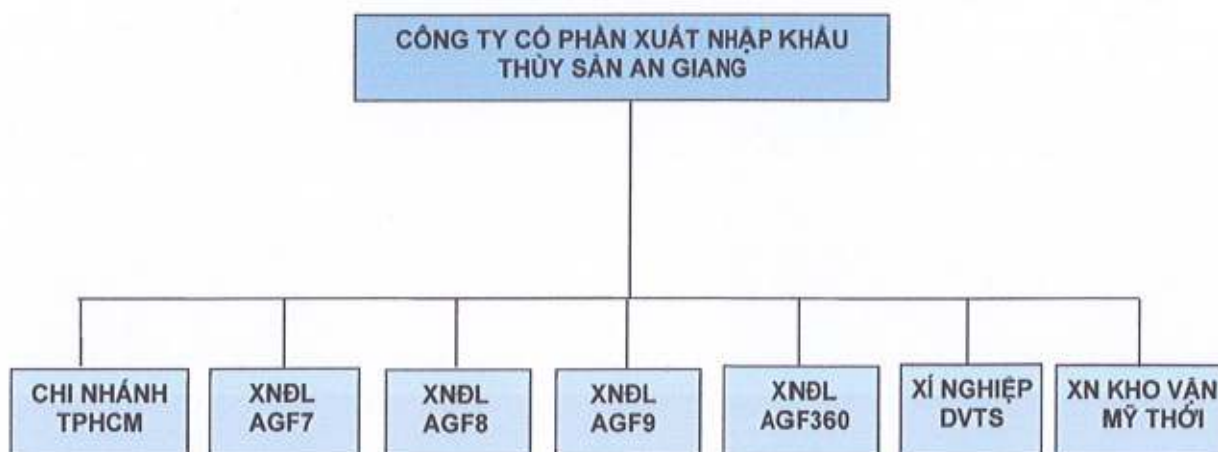 CÔNG TY CỔ PHẦN XUẤT NHẬP KHẨU
THỦY SẢN AN GIANG
CHI NHÁNH
TPHCM
XNĐL
AGF7
XNĐL
AGF8
XNĐL
AGF9
XNĐL
AGF360
XÍ NGHIỆP
DVTS
XN KHO VẬN
MỸ THỚI